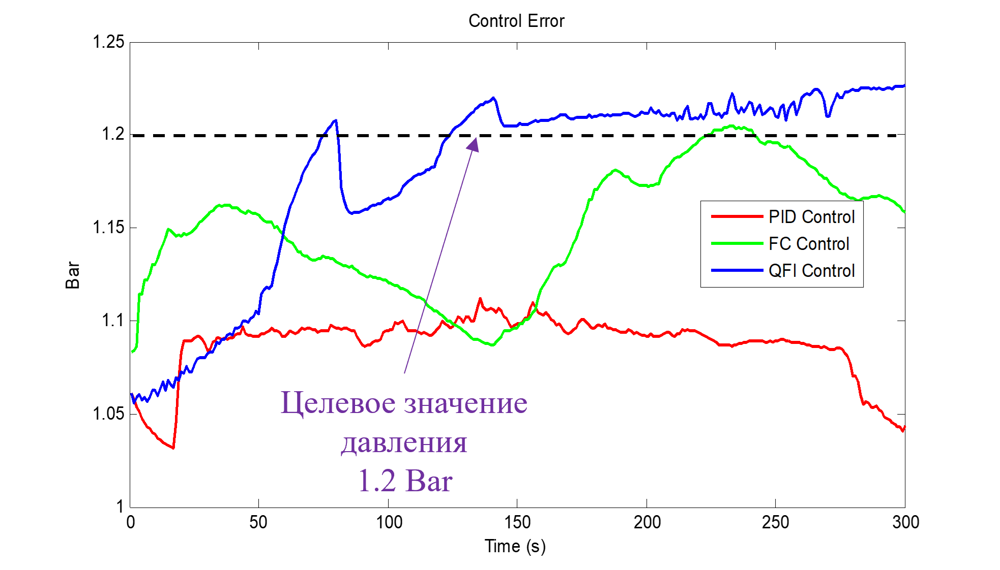 Control Error
1.25
1.2
1.15
1.1
1.05
1
Bar
PID Control
FC Control
QFI Control
Целевое значение
давления
1.2 Bar
0
50
100
150
200
250
300
Time (s)